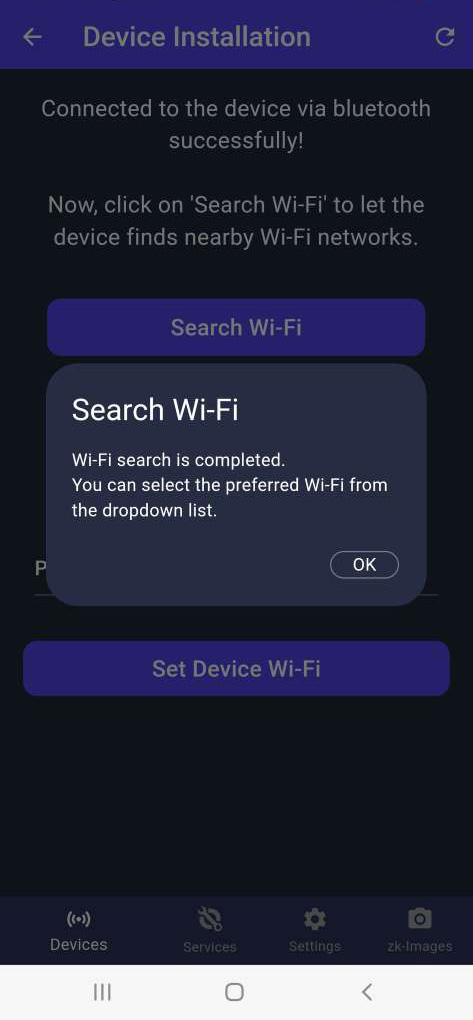 Device Installation
Connected to the device via bluetooth
successfully!
Now, click on 'Search Wi-Fi' to let the
device finds nearby Wi-Fi networks.
Search Wi-Fi
Search Wi-Fi
Wi-Fi search is completed.
You can select the preferred Wi-Fi from
the dropdown list.
OK
P
Set Device Wi-Fi
Devices
Services
Settings
zk-Images